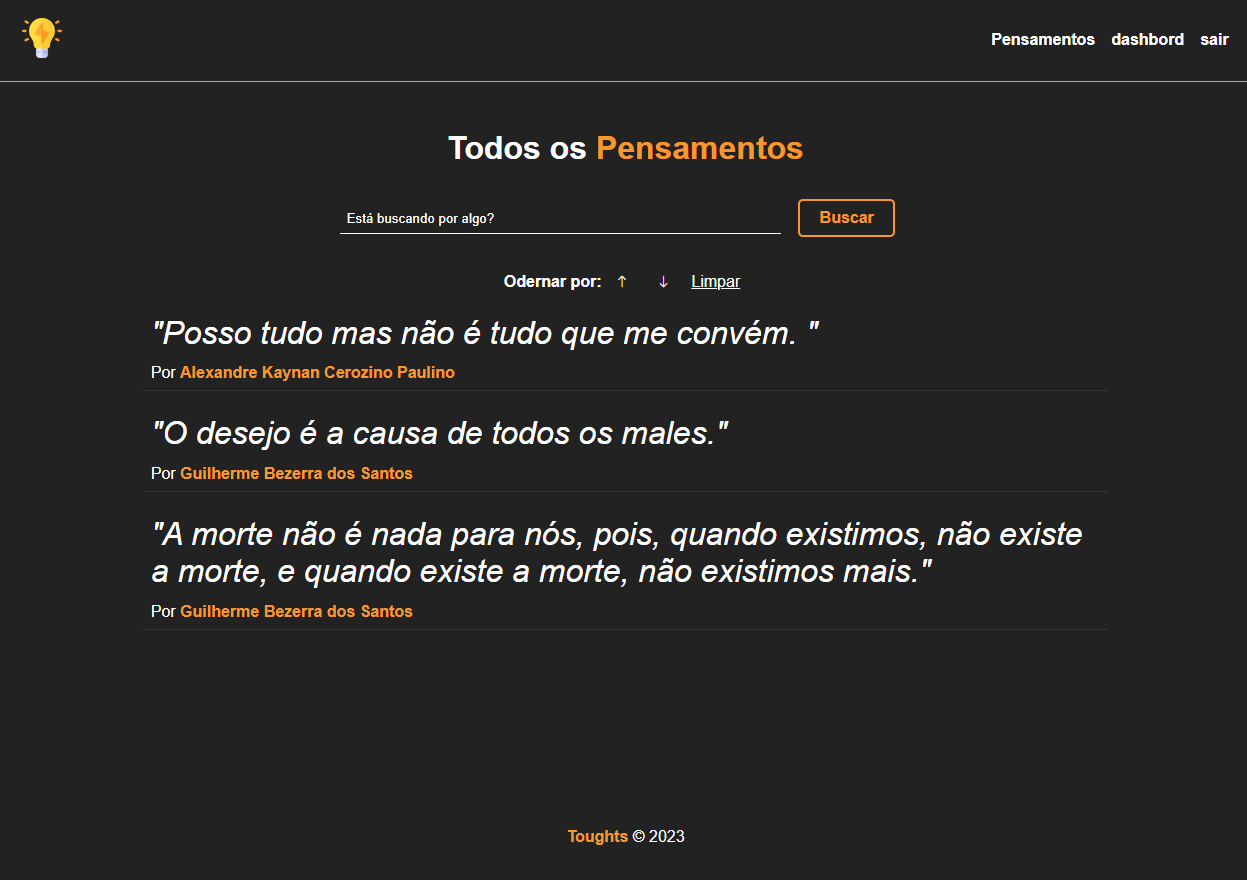 Pensamentos dashbord sair
Todos os Pensamentos
Está buscando por algo? Buscar
Odernar por: ↑ ↓ Limpar
"Posso tudo mas não é tudo que me convém. "
Por Alexandre Kaynan Cerozino Paulino
"O desejo é a causa de todos os males."
Por Guilherme Bezerra dos Santos
"A morte não é nada para nós, pois, quando existimos, não existe
a morte, e quando existe a morte, não existimos mais."
Por Guilherme Bezerra dos Santos
Toughts © 2023